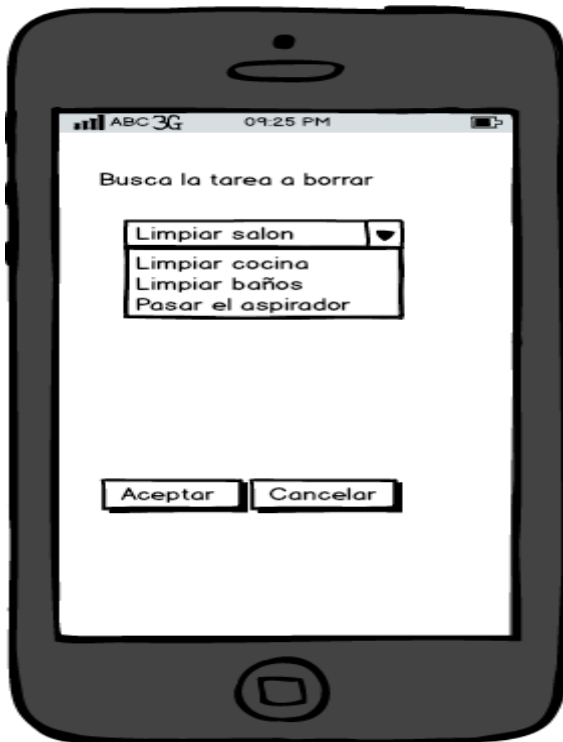 ABC 3G 09:25 PM
Busca la tarea a borrar
Limpiar salon
Limpiar cocina
Limpiar baños
Pasar el aspirador
Aceptar Cancelar